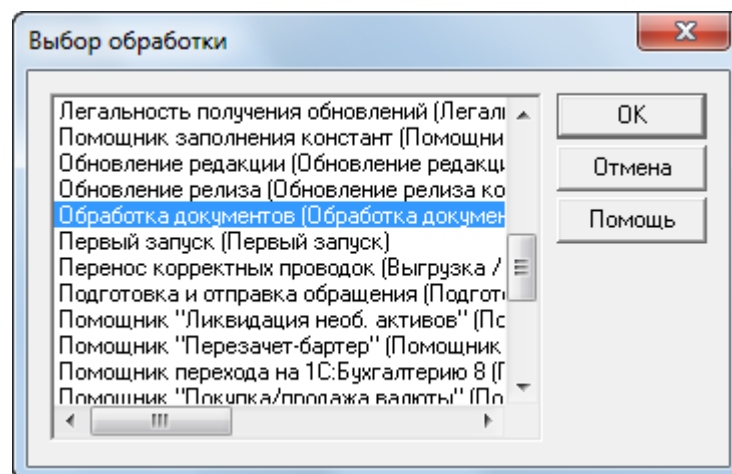 Выбор обработки
Легальность получения обновлений (Легал
Помощник заполнения констант (Помощни
Обновление редакции (Обновление редакц
Обновление релиза (Обновление релиза ко
Обработка документов (Обработка докумен
Первый запуск (Первый запуск)
Перенос корректных проводок (Выгрузка /
Подготовка и отправка обращения (Подгот
Помощник "Ликвидация необ. активов" (По
Помощник "Перезачет-бартер" (Помощник
Помощник перехода на 1С:Бухгалтерию 8 (П
Помощник "Покупка/продажа валюты" (По
OK
Отмена
Помощь